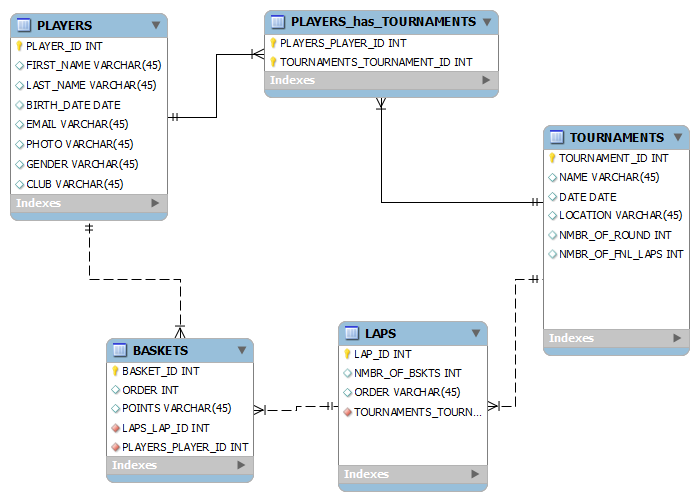 PLAYERS
PLAYER_ID INT
FIRST_NAME VARCHAR(45)
LAST_NAME VARCHAR(45)
BIRTH_DATE DATE
EMAIL VARCHAR(45)
PHOTO VARCHAR(45)
GENDER VARCHAR(45)
CLUB VARCHAR(45)
Indexes
PLAYERS_has_TOURNAMENTS
PLAYERS_PLAYER_ID INT
TOURNAMENTS_TOURNAMENT_ID INT
Indexes
TOURNAMENTS
TOURNAMENT_ID INT
NAME VARCHAR(45)
DATE DATE
LOCATION VARCHAR(45)
NMBR_OF_ROUND INT
NMBR_OF_FNL_LAPS INT
Indexes
BASKETS
BASKET_ID INT
ORDER INT
POINTS VARCHAR(45)
LAPS_LAP_ID INT
PLAYERS_PLAYER_ID INT
Indexes
LAPS
LAP_ID INT
NMBR_OF_BSKTS INT
ORDER VARCHAR(45)
TOURNAMENTS_TOURN...
Indexes